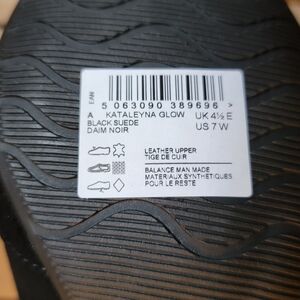 EAN
5 063090 389696 >
A KATALEYNA GLOW UK 4½ E
BLACK SUEDE US 7 W
DAIM NOIR
LEATHER UPPER
TIGE DE CUIR
BALANCE MAN MADE
MATERIAUX SYNTHETIQUES
POUR LE RESTE